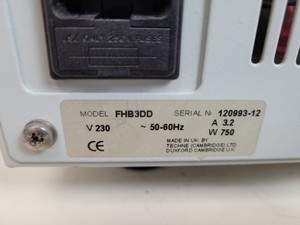 MODEL FHB3DD SERIAL Nº 120993-12
V 230 ~ 50-60Hz A 3.2
W 750
CE MADE IN UK BY
TECHNE (CAMBRIDGE) LTD
DUXFORD CAMBRIDGE U.K.